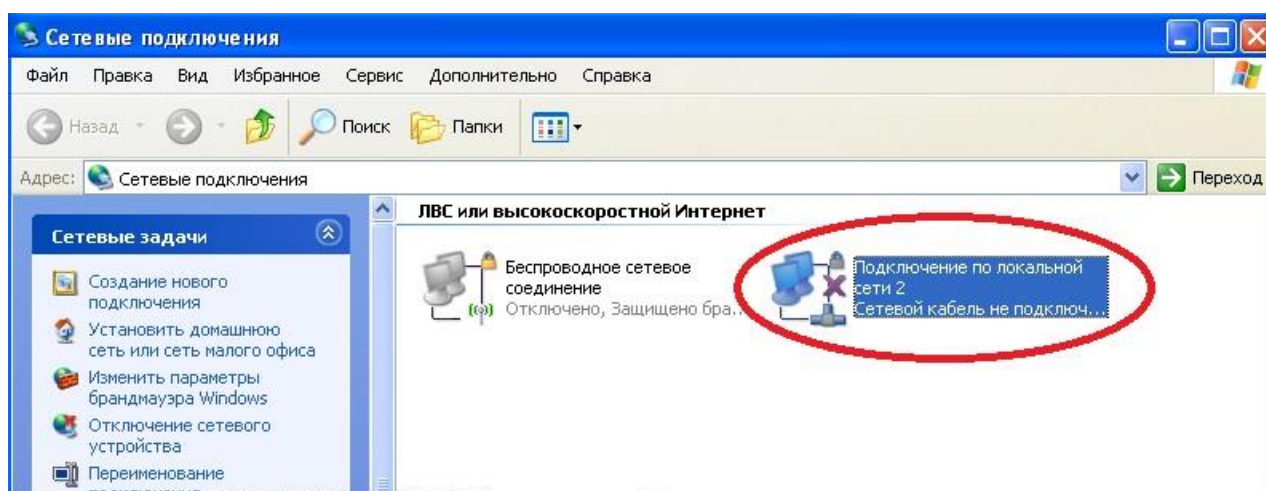 Сетевые подключения
Файл Правка Вид Избранное Сервис Дополнительно Справка
Назад Поиск Папки
Адрес: Сетевые подключения Переход
Сетевые задачи
Создание нового
подключения
Установить домашнюю
сеть или сеть малого офиса
Изменить параметры
брандмауэра Windows
Отключение сетевого
устройства
Переименование
ЛВС или высокоскоростной Интернет
Беспроводное сетевое
соединение
Отключено, Защищено бра...
Подключение по локальной
сети 2
Сетевой кабель не подключ...